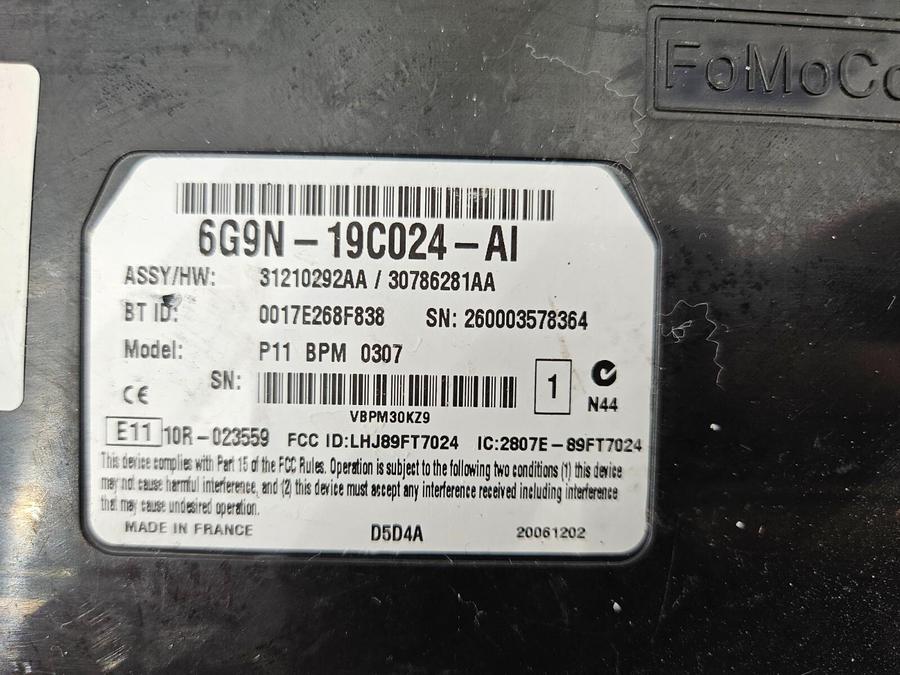 FoMoCo
6G9N-19C024-AI
ASSY/HW: 31210292AA / 30786281AA
BT ID: 0017E268F838 SN: 260003578364
Model: P11 BPM 0307
SN:
1
N44
CE
VBPM30KZ9
E11 10R-023559 FCC ID:LHJ89FT7024 IC:2807E-89FT7024
This device complies with Part 15 of the FCC Rules. Operation is subject to the following two conditions (1) this device
may not cause harmful interference, and (2) this device must accept any interference received including interference
that may cause undesired operation.
MADE IN FRANCE D5D4A 20061202